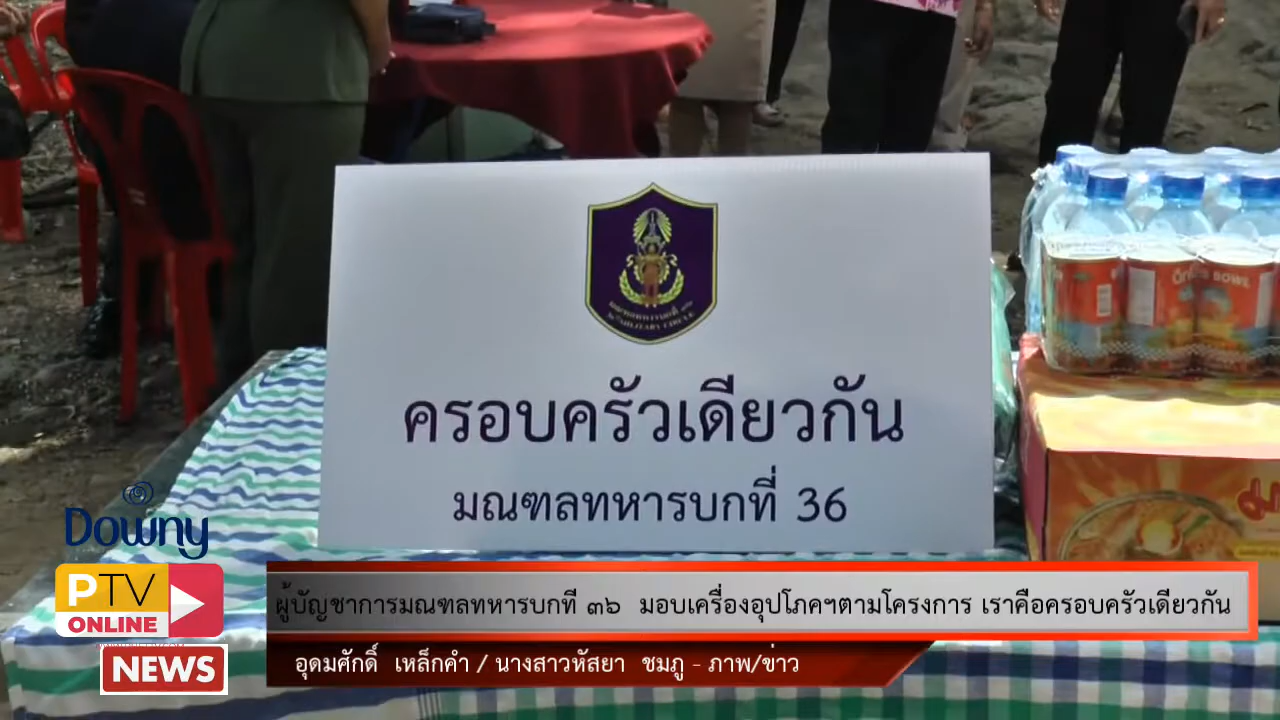 ครอบครัวเดียวกัน
มณฑลทหารบกที่ 36
BOWL
Downy
PTV
ONLINE
NEWS
ผู้บัญชาการมณฑลทหารบกที่ ๓๖ มอบเครื่องอุปโภคฯตามโครงการ เราคือครอบครัวเดียวกัน
อุดมศักดิ์ เหล็กคำ / นางสาวหัสยา ชมภู - ภาพ/ข่าว